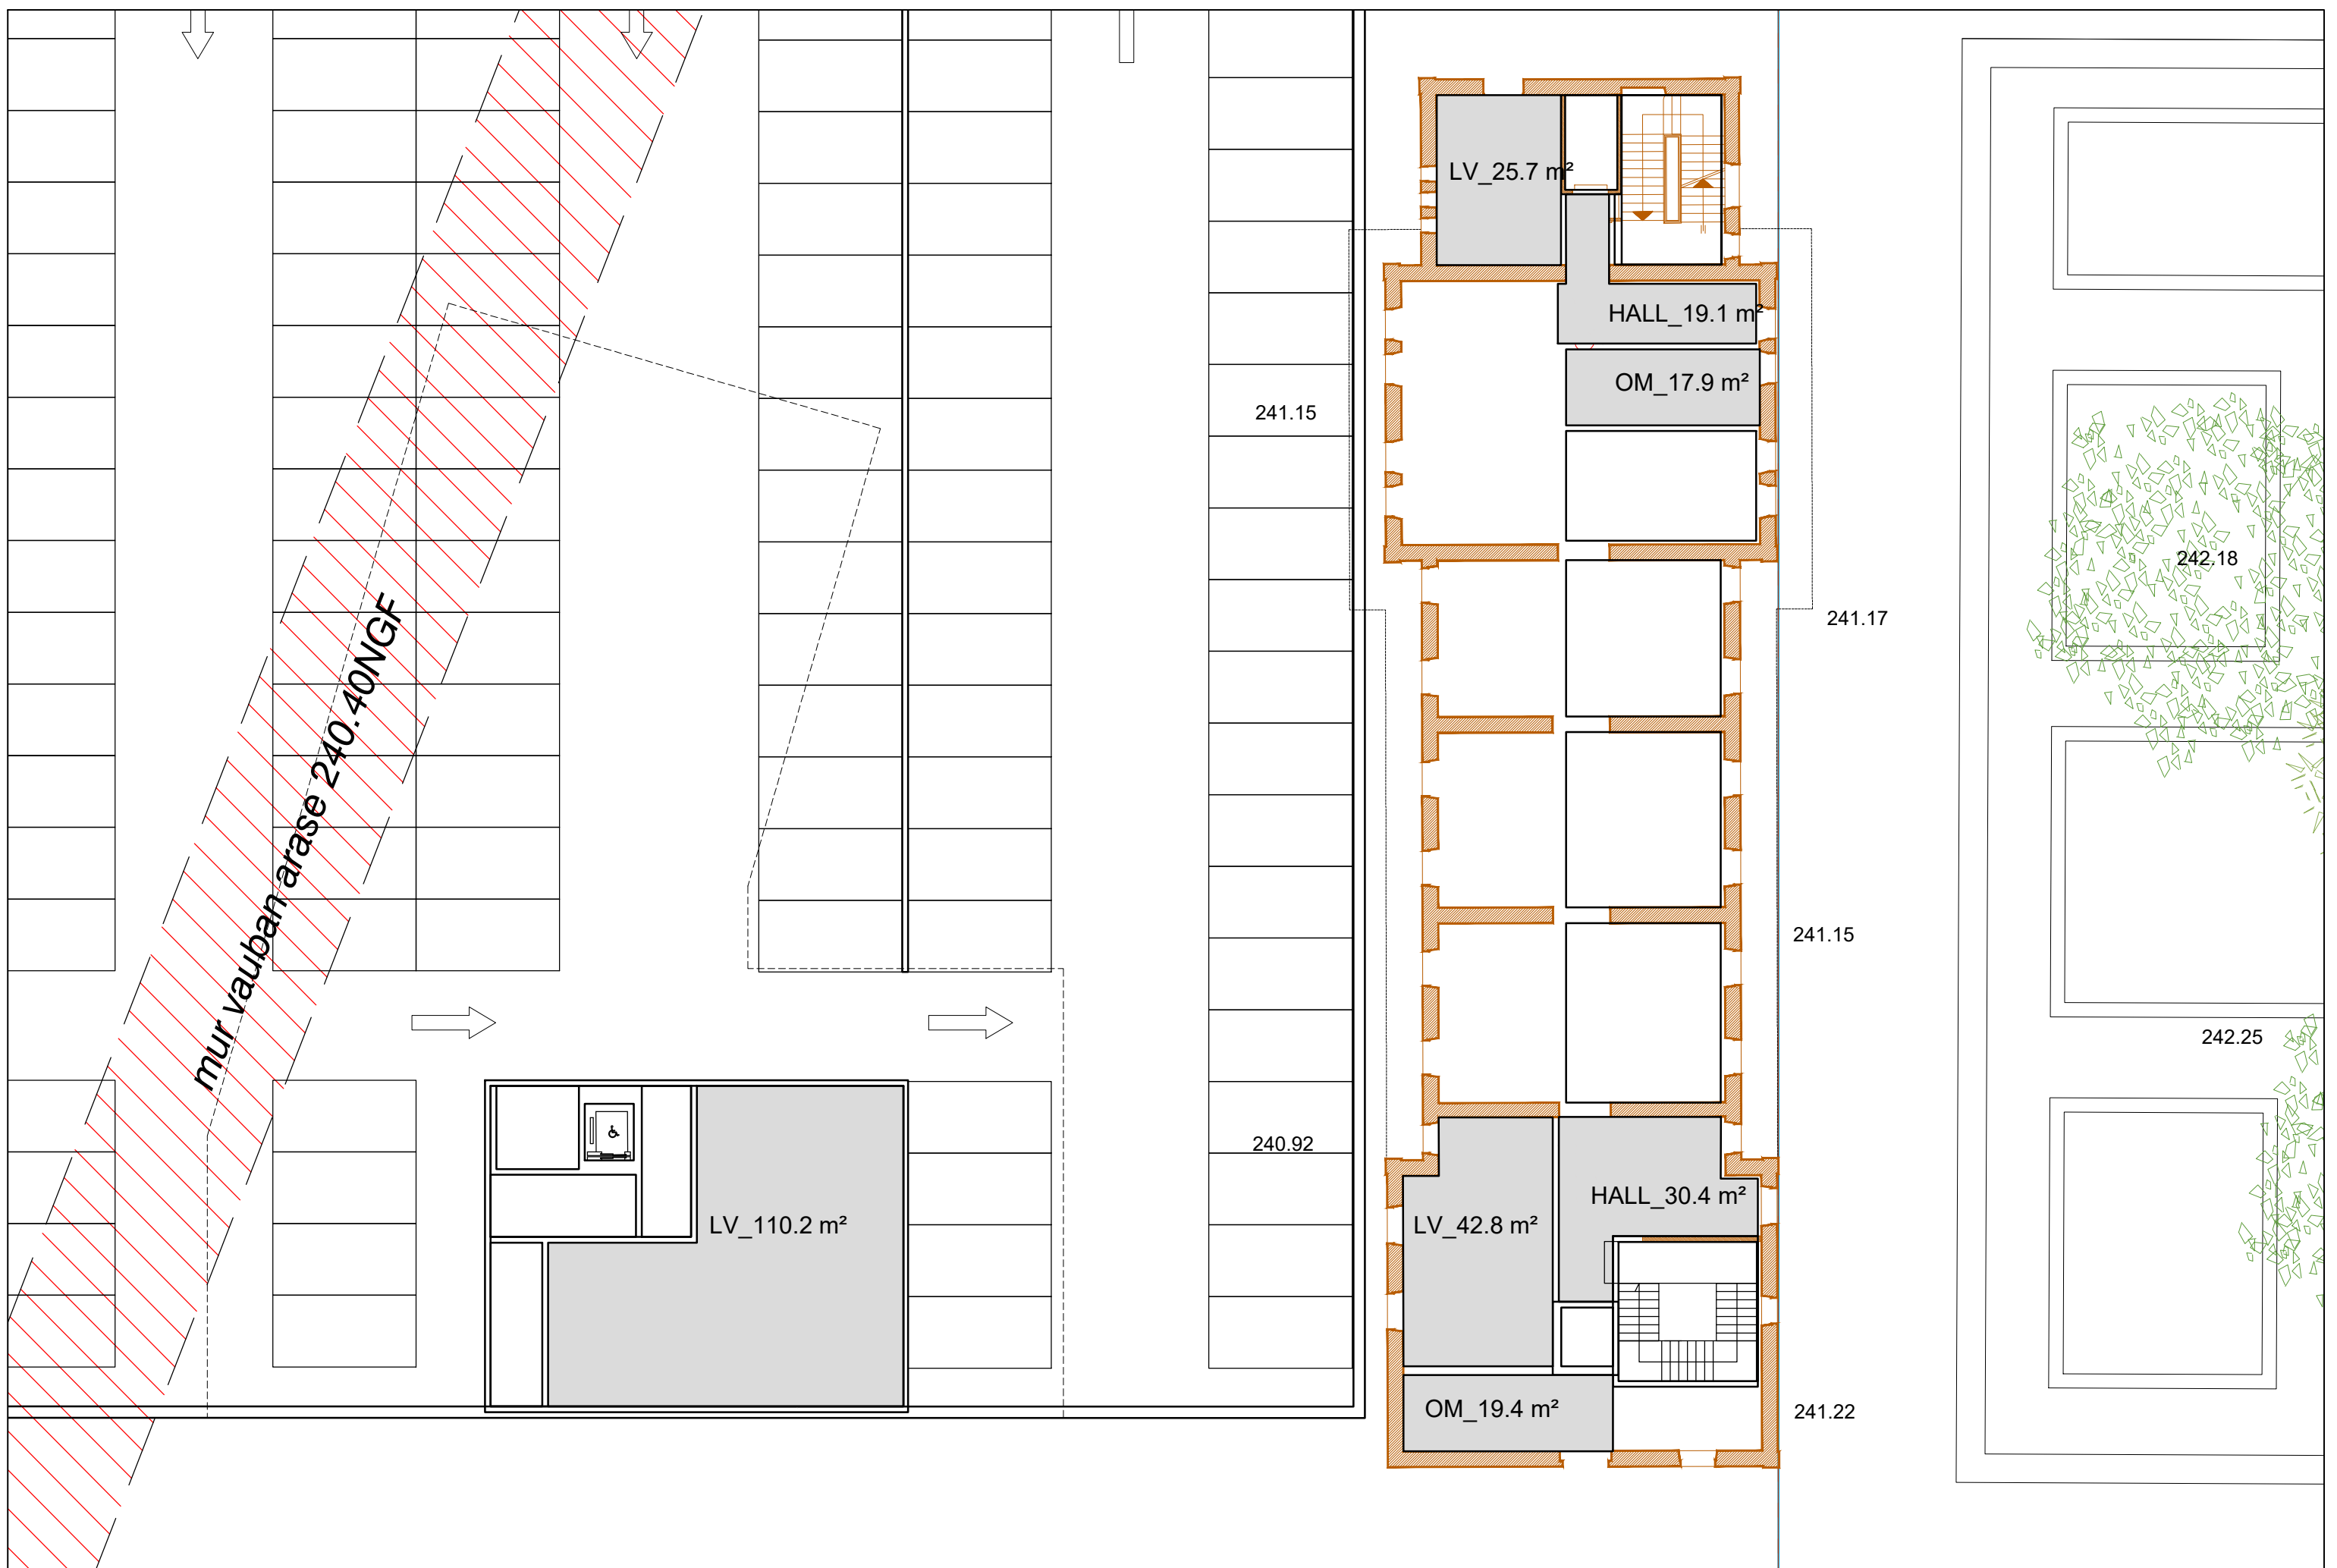 LV_25.7 m²
HALL_19.1 m²
OM_17.9 m²
241.15
242.18
241.17
mur vauban arase 240.40NGF
241.15
242.25
240.92
HALL_30.4 m²
LV_110.2 m²
LV_42.8 m²
OM_19.4 m²
241.22